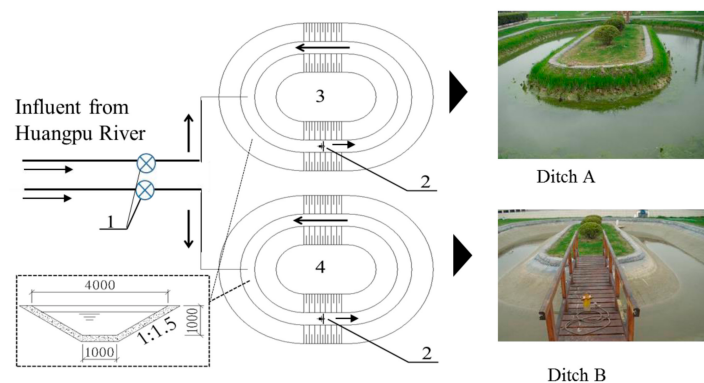 Influent from
Huangpu River
1
3
2
4
2
4000
1000
1:1.5
1000
Ditch A
Ditch B